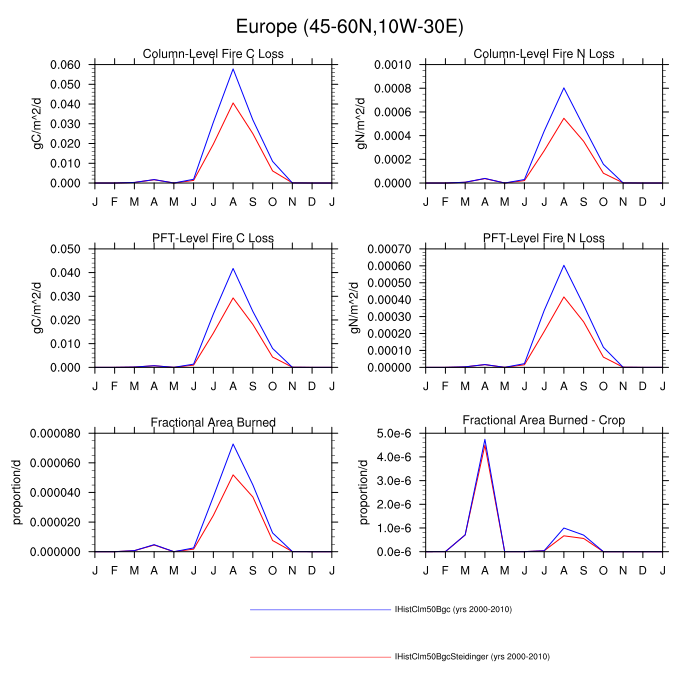 Europe (45-60N,10W-30E)
Column-Level Fire C Loss
gC/m^2/d
0.060
0.050
0.040
0.030
0.020
0.010
0.000
J F M A M J J A S O N D J
Column-Level Fire N Loss
gN/m^2/d
0.0010
0.0008
0.0006
0.0004
0.0002
0.0000
J F M A M J J A S O N D J
PFT-Level Fire C Loss
gC/m^2/d
0.050
0.040
0.030
0.020
0.010
0.000
J F M A M J J A S O N D J
PFT-Level Fire N Loss
gN/m^2/d
0.00070
0.00060
0.00050
0.00040
0.00030
0.00020
0.00010
0.00000
J F M A M J J A S O N D J
Fractional Area Burned
proportion/d
0.000080
0.000060
0.000040
0.000020
0.000000
J F M A M J J A S O N D J
Fractional Area Burned - Crop
proportion/d
5.0e-6
4.0e-6
3.0e-6
2.0e-6
1.0e-6
0.0e-6
J F M A M J J A S O N D J
IHistClm50Bgc (yrs 2000-2010)
IHistClm50BgcSteidinger (yrs 2000-2010)